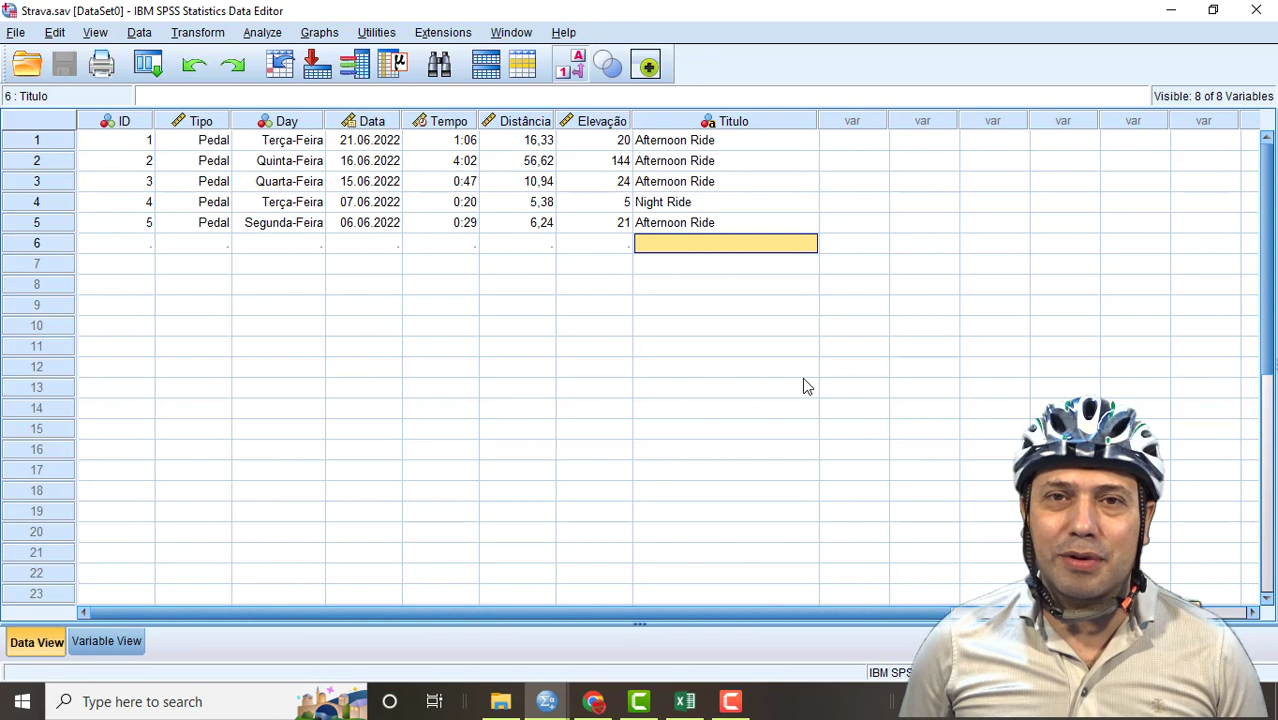 Strava.sav [DataSet0] - IBM SPSS Statistics Data Editor
File Edit View Data Transform Analyze Graphs Utilities Extensions Window Help
6 : Titulo Visible: 8 of 8 Variables
ID Tipo Day Data Tempo Distância Elevação Titulo var var var var var var
1 1 Pedal Terça-Feira 21.06.2022 1:06 16,33 20 Afternoon Ride
2 2 Pedal Quinta-Feira 16.06.2022 4:02 56,62 144 Afternoon Ride
3 3 Pedal Quarta-Feira 15.06.2022 0:47 10,94 24 Afternoon Ride
4 4 Pedal Terça-Feira 07.06.2022 0:20 5,38 5 Night Ride
5 5 Pedal Segunda-Feira 06.06.2022 0:29 6,24 21 Afternoon Ride
6 . . . . . . .
7
8
9
10
11
12
13
14
15
16
17
18
19
20
21
22
23
Data View Variable View
IBM SPS
Type here to search